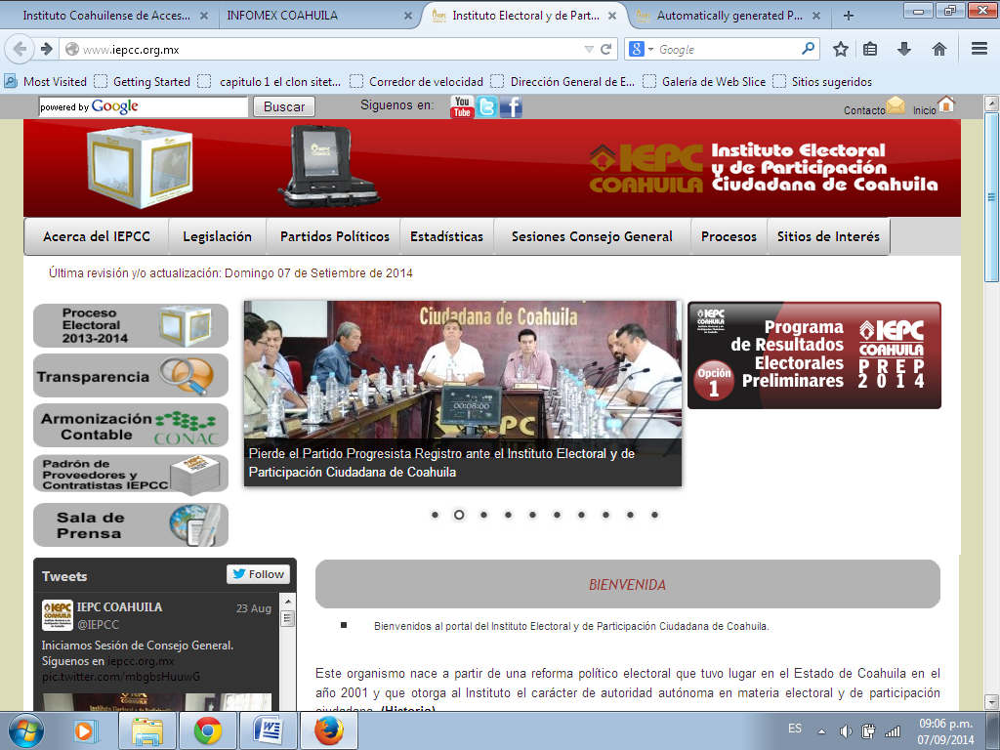 Instituto Coahuilense de Acces...
INFOMEX COAHUILA
Instituto Electoral y de Part...
Automatically generated P...
www.iepcc.org.mx
Google
Most Visited
Getting Started
capitulo 1 el clon sitet...
Corredor de velocidad
Dirección General de E...
Galería de Web Slice
Sitios sugeridos
powered by Google
Buscar
Siguenos en:
You
Tube
Contacto
Inicio
IEPC
COAHUILA
Instituto Electoral
y de Participación
Ciudadana de Coahuila
Acerca del IEPCC
Legislación
Partidos Políticos
Estadísticas
Sesiones Consejo General
Procesos
Sitios de Interés
Última revisión y/o actualización: Domingo 07 de Setiembre de 2014
Proceso
Electoral
2013-2014
Transparencia
Armonización
Contable
CONAC
Padrón de
Proveedores y
Contratistas IEPCC
Sala de
Prensa
Ciudadana de Coahuila
00:08:00
IEPC
Pierde el Partido Progresista Registro ante el Instituto Electoral y de
Participación Ciudadana de Coahuila
IEPC
COAHUILA
Opción
1
Programa
de Resultados
Electorales
Preliminares
IEPC
COAHUILA
PREP
2014
Tweets
Follow
IEPC COAHUILA
23 Aug
@IEPCC
Iniciamos Sesión de Consejo General.
Síguenos en iepcc.org.mx
pic.twitter.com/mbgbsHuuwG
BIENVENIDA
Bienvenidos al portal del Instituto Electoral y de Participación Ciudadana de Coahuila.
Este organismo nace a partir de una reforma político electoral que tuvo lugar en el Estado de Coahuila en el
año 2001 y que otorga al Instituto el carácter de autoridad autónoma en materia electoral y de participación
ciudadana. (Historia)
ES
09:06 p.m.
07/09/2014